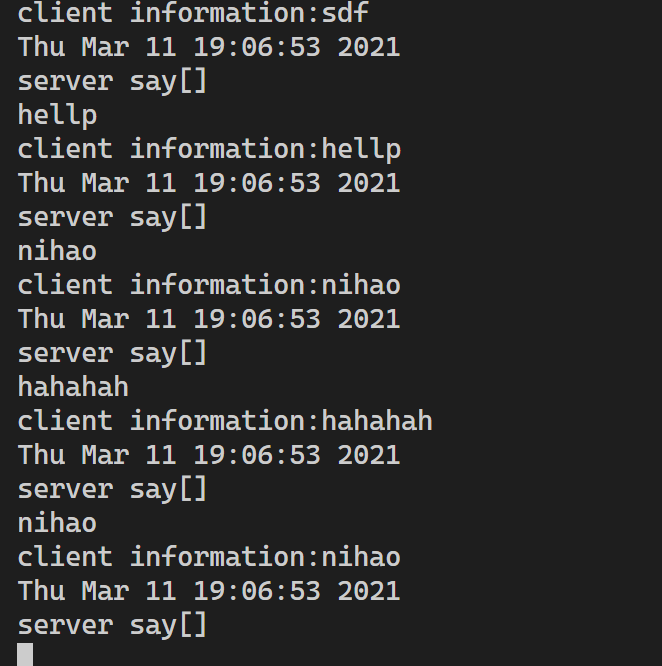 client information:sdf
Thu Mar 11 19:06:53 2021
server say[]
hellp
client information:hellp
Thu Mar 11 19:06:53 2021
server say[]
nihao
client information:nihao
Thu Mar 11 19:06:53 2021
server say[]
hahahah
client information:hahahah
Thu Mar 11 19:06:53 2021
server say[]
nihao
client information:nihao
Thu Mar 11 19:06:53 2021
server say[]